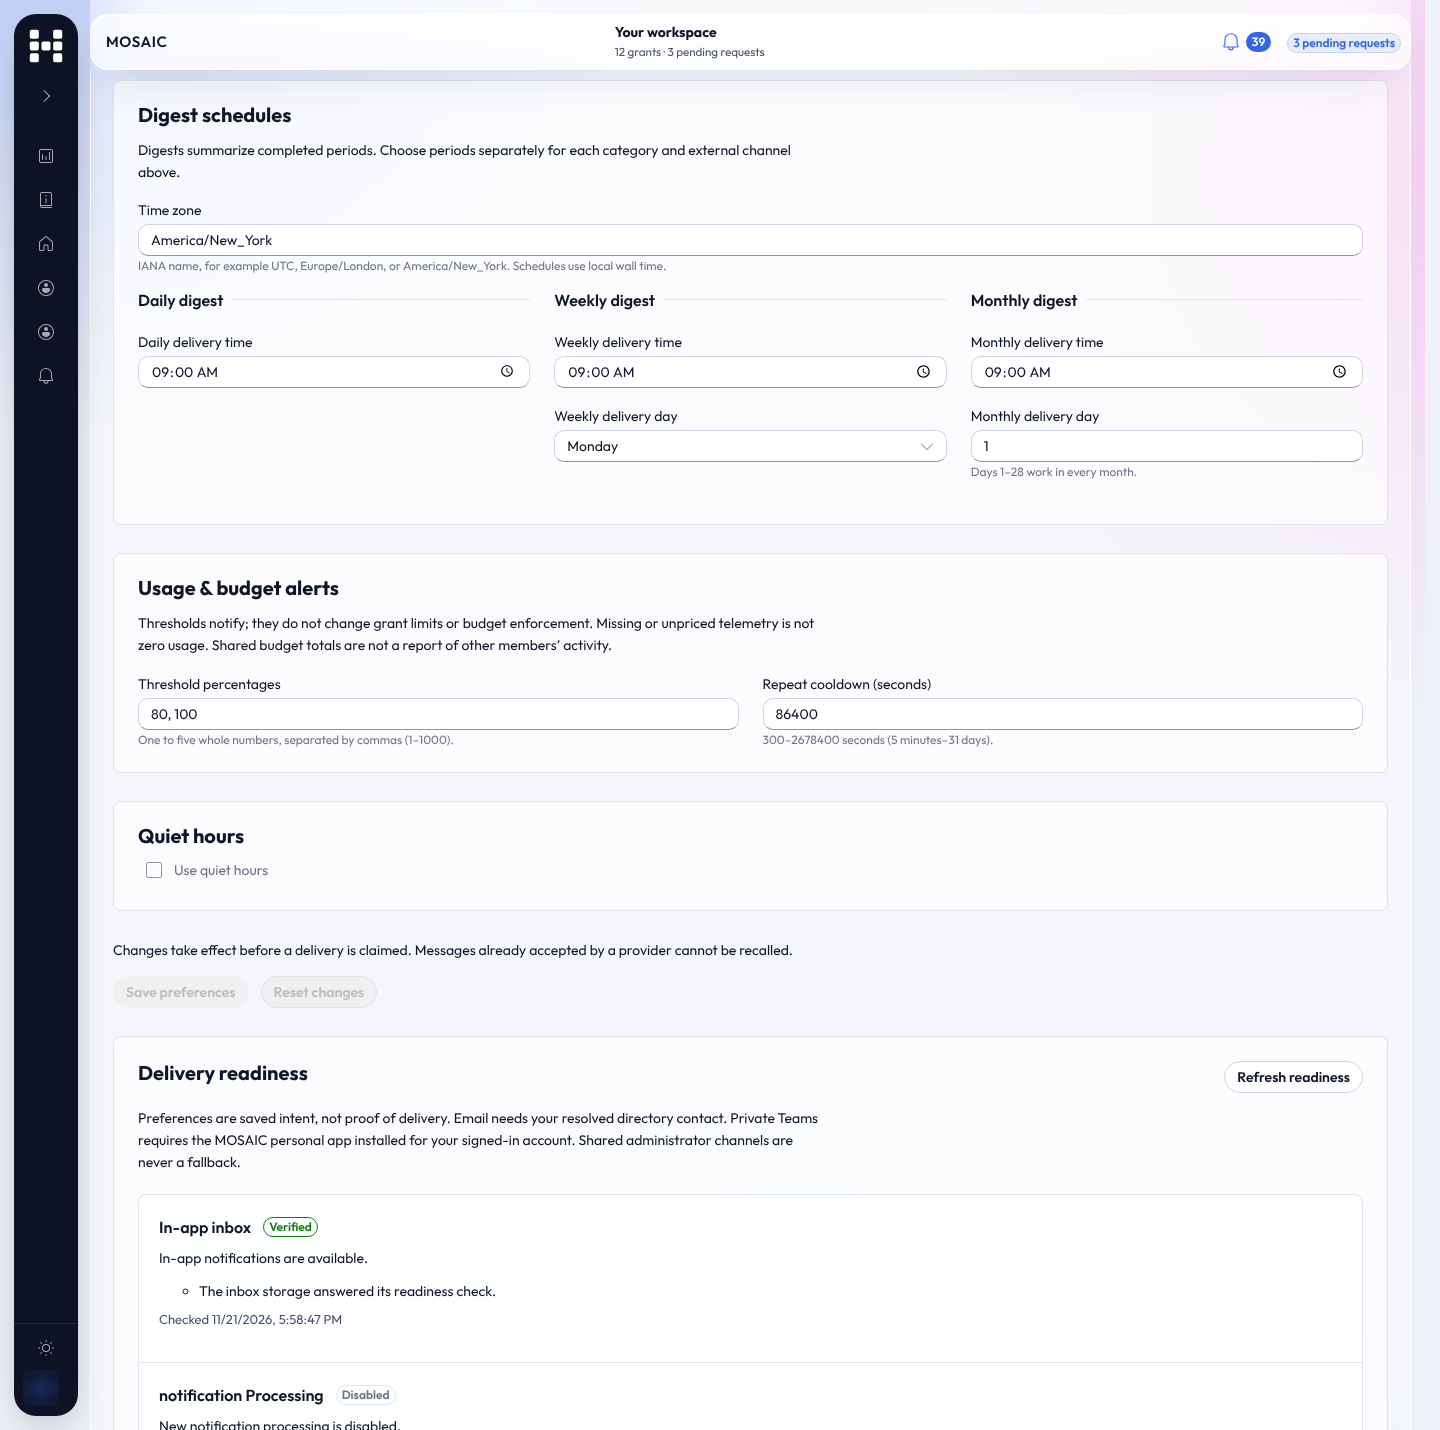 MOSAIC
Your workspace
12 grants · 3 pending requests
39
3 pending requests
Digest schedules
Digests summarize completed periods. Choose periods separately for each category and external channel
above.
Time zone
America/New_York
IANA name, for example UTC, Europe/London, or America/New_York. Schedules use local wall time.
Daily digest
Daily delivery time
09:00 AM
Weekly digest
Weekly delivery time
09:00 AM
Weekly delivery day
Monday
Monthly digest
Monthly delivery time
09:00 AM
Monthly delivery day
1
Days 1–28 work in every month.
Usage & budget alerts
Thresholds notify; they do not change grant limits or budget enforcement. Missing or unpriced telemetry is not
zero usage. Shared budget totals are not a report of other members’ activity.
Threshold percentages
80, 100
One to five whole numbers, separated by commas (1–1000).
Repeat cooldown (seconds)
86400
300–2678400 seconds (5 minutes–31 days).
Quiet hours
Use quiet hours
Changes take effect before a delivery is claimed. Messages already accepted by a provider cannot be recalled.
Save preferences
Reset changes
Delivery readiness
Refresh readiness
Preferences are saved intent, not proof of delivery. Email needs your resolved directory contact. Private Teams
requires the MOSAIC personal app installed for your signed-in account. Shared administrator channels are
never a fallback.
In-app inbox
Verified
In-app notifications are available.
The inbox storage answered its readiness check.
Checked 11/21/2026, 5:58:47 PM
notification Processing
Disabled
New notification processing is disabled.